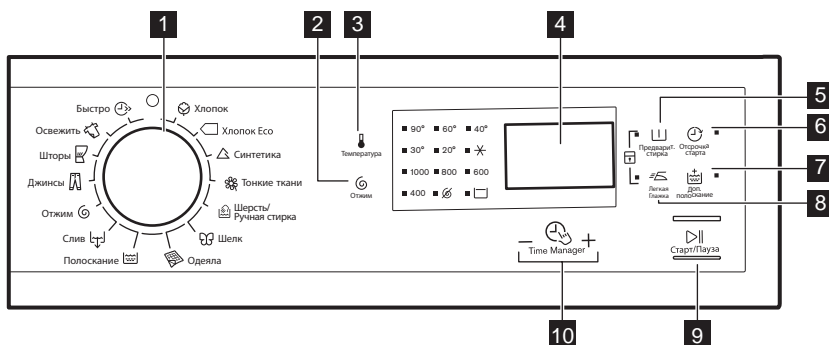 1
2
3
4
5
6
7
8
9
10
Быстро
Освежить
Шторы
Джинсы
Отжим
Слив
Полоскание
Хлопок
Хлопок Eco
Синтетика
Тонкие ткани
Шерсть/
Ручная стирка
Шелк
Одеяла
Температура
Отжим
90° 60° 40°
30° 20°
1000 800 600
400
Предварит.
стирка
Отсрочка
старта
Легкая
Глажка
Доп.
полоскание
Time Manager
Старт/Пауза